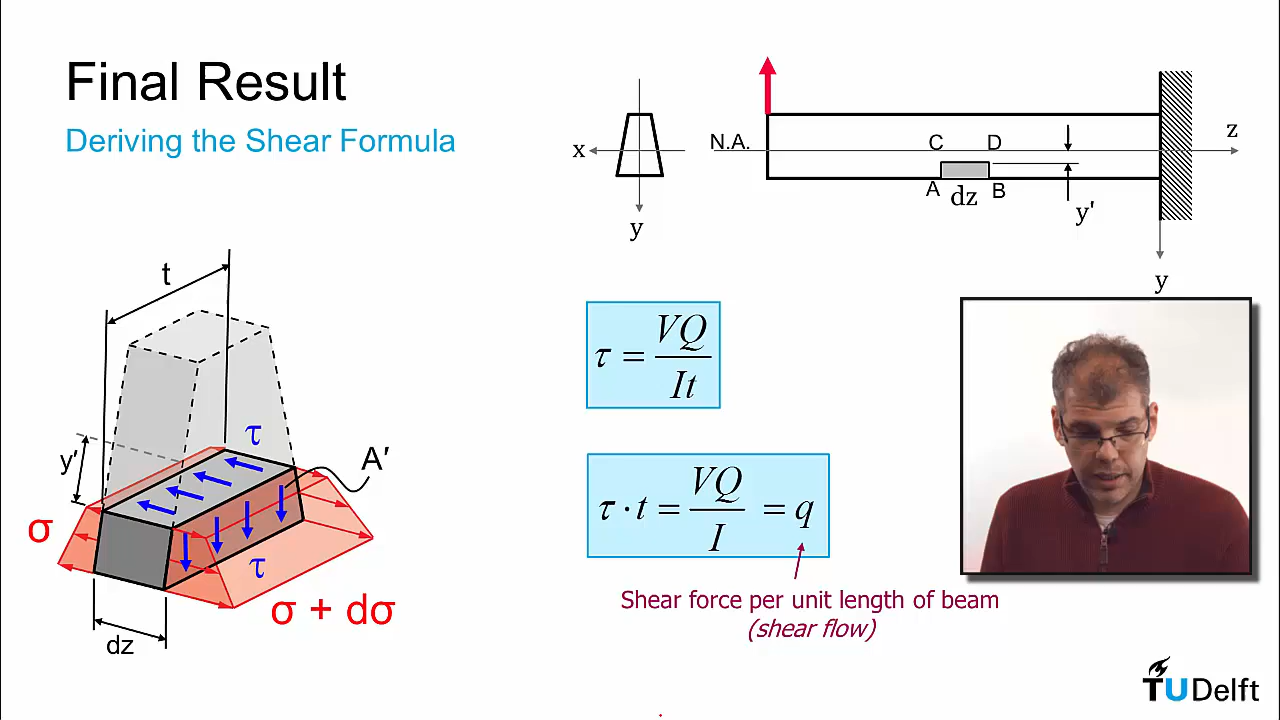 Final Result
Deriving the Shear Formula
x
y
N.A.
C D
A dz B
y'
z
y
t
y′
τ
A′
σ
τ
σ + dσ
dz
τ = VQ / It
τ · t = VQ / I = q
Shear force per unit length of beam
(shear flow)
TUDelft